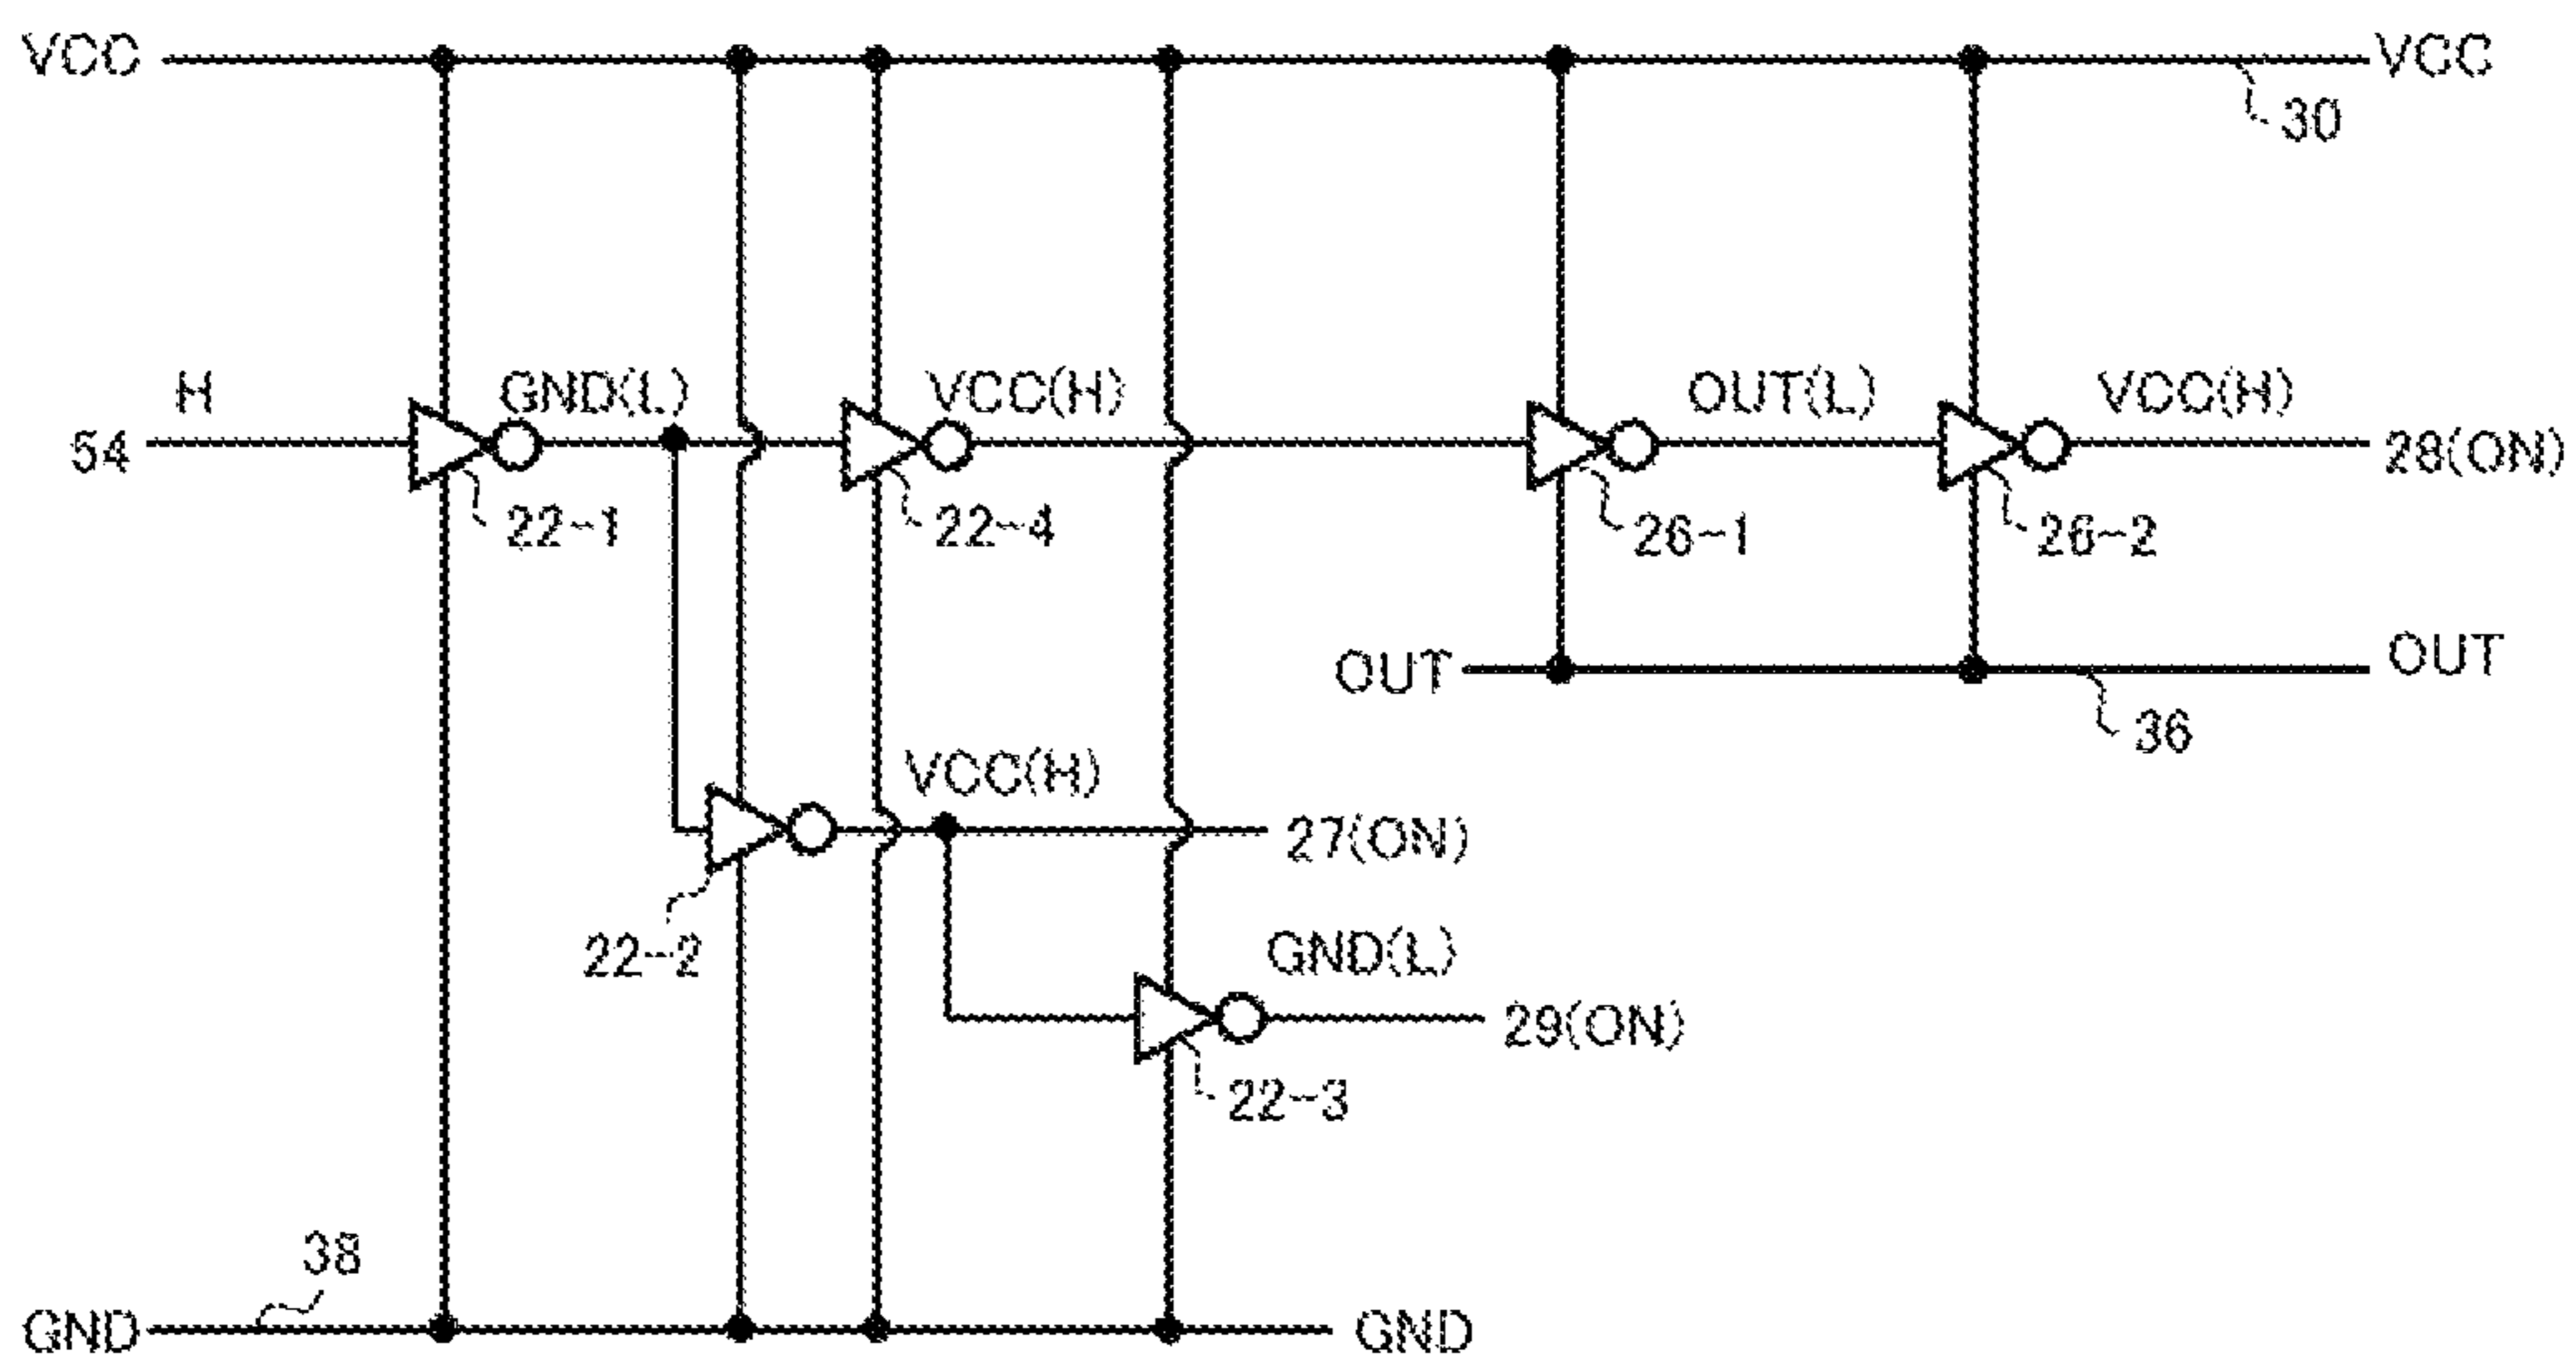 VCC
VCC
30
H
GND(L)
VCC(H)
OUT(L)
VCC(H)
54
28(ON)
22-1
22-4
26-1
26-2
OUT
OUT
36
VCC(H)
27(ON)
22-2
GND(L)
29(ON)
22-3
38
GND
GND